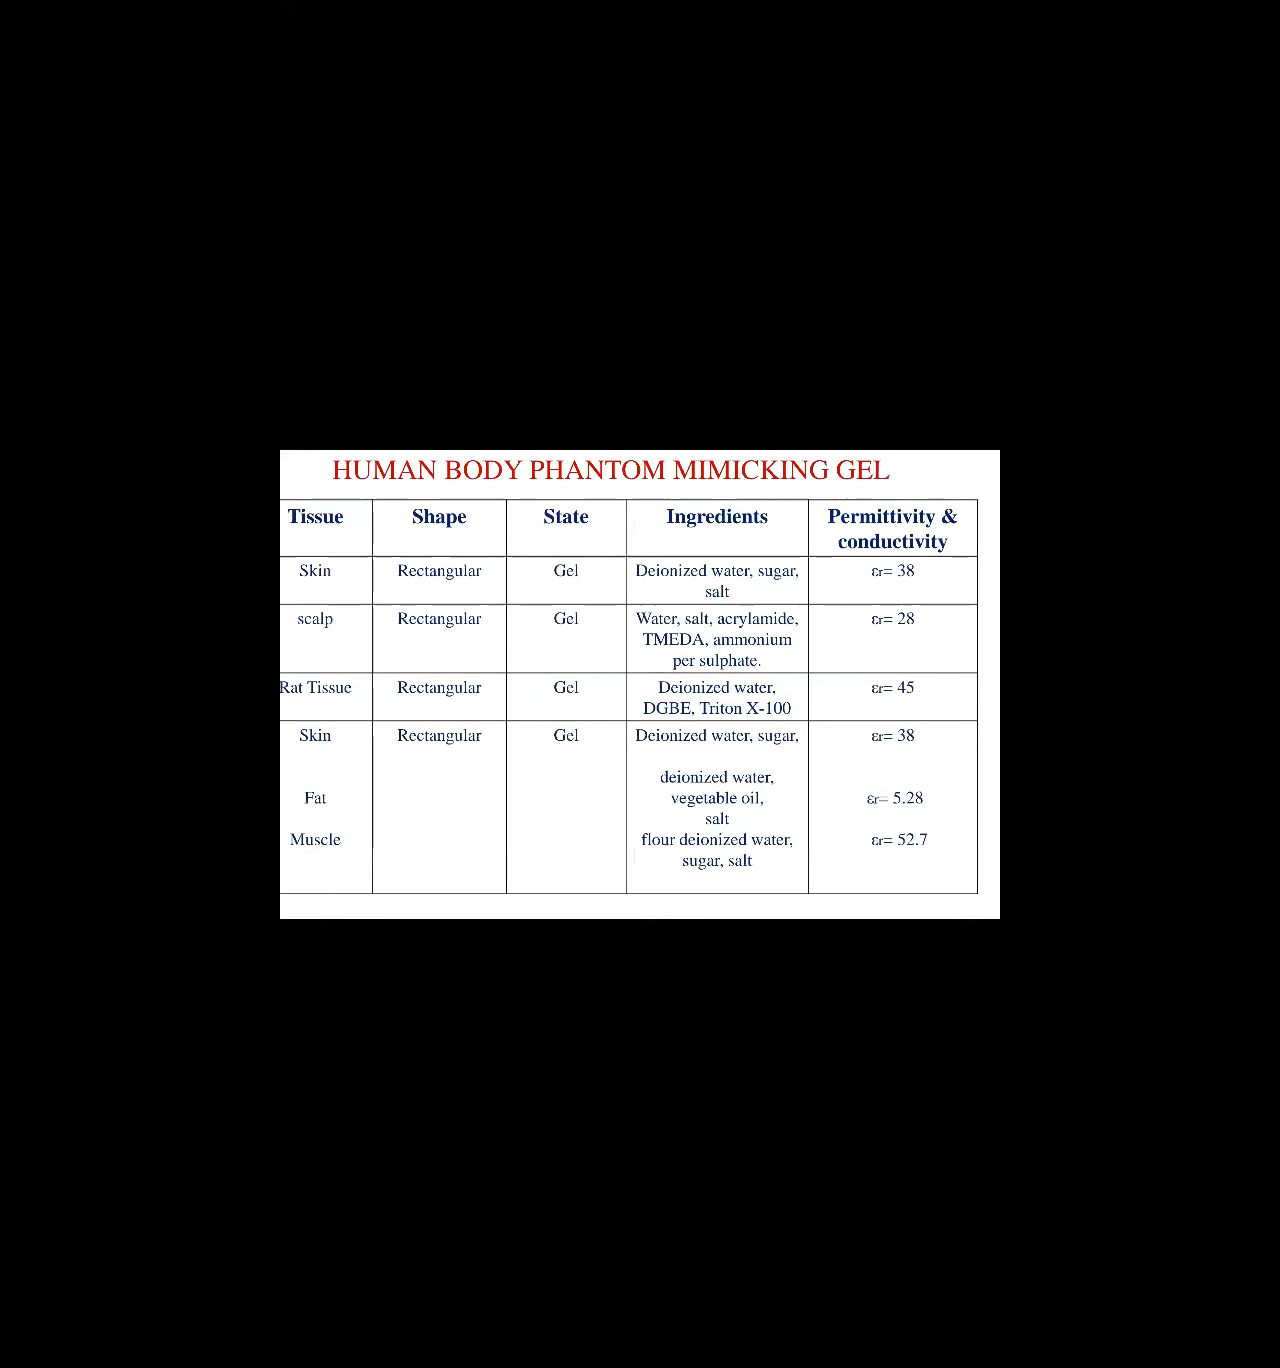 HUMAN BODY PHANTOM MIMICKING GEL
Tissue Shape State Ingredients Permittivity &
conductivity
Skin Rectangular Gel Deionized water, sugar, εr= 38
salt
scalp Rectangular Gel Water, salt, acrylamide, εr= 28
TMEDA, ammonium
per sulphate.
Rat Tissue Rectangular Gel Deionized water, εr= 45
DGBE, Triton X-100
Skin Rectangular Gel Deionized water, sugar, εr= 38
deionized water,
Fat vegetable oil, εr= 5.28
salt
Muscle flour deionized water, εr= 52.7
sugar, salt